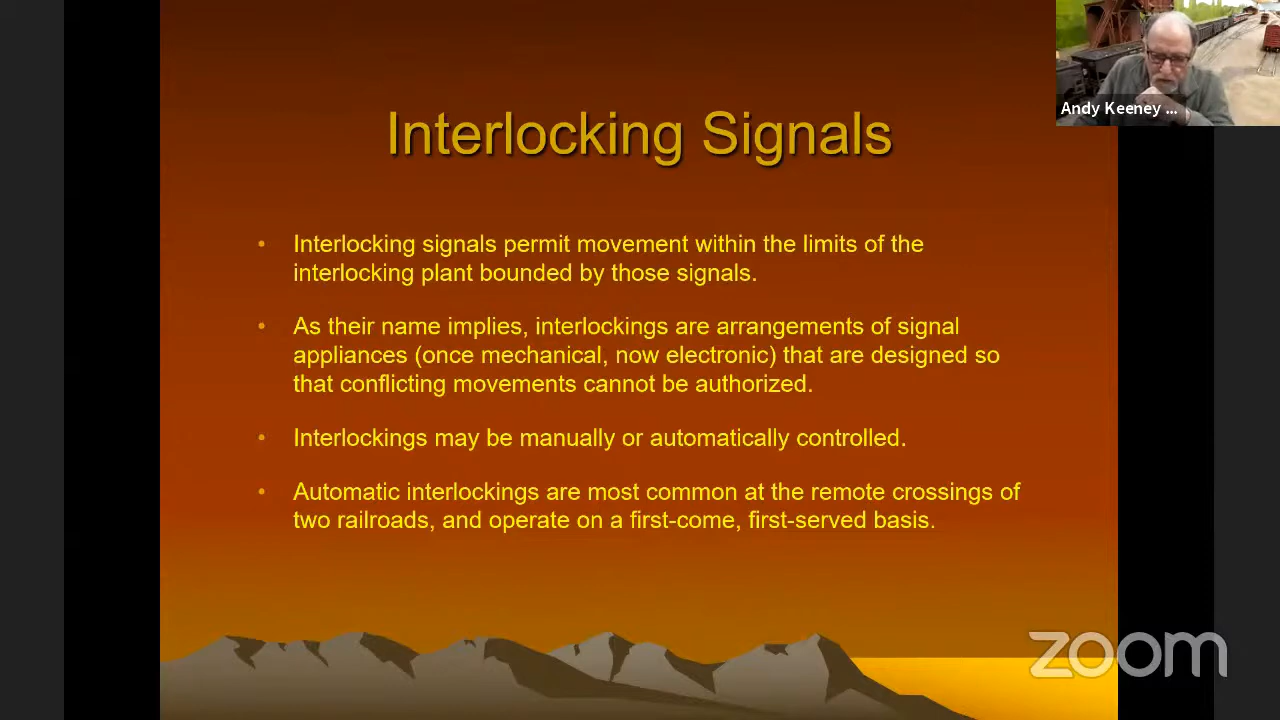 Interlocking Signals
Andy Keeney ...
• Interlocking signals permit movement within the limits of the
interlocking plant bounded by those signals.
• As their name implies, interlockings are arrangements of signal
appliances (once mechanical, now electronic) that are designed so
that conflicting movements cannot be authorized.
• Interlockings may be manually or automatically controlled.
• Automatic interlockings are most common at the remote crossings of
two railroads, and operate on a first-come, first-served basis.
zoom